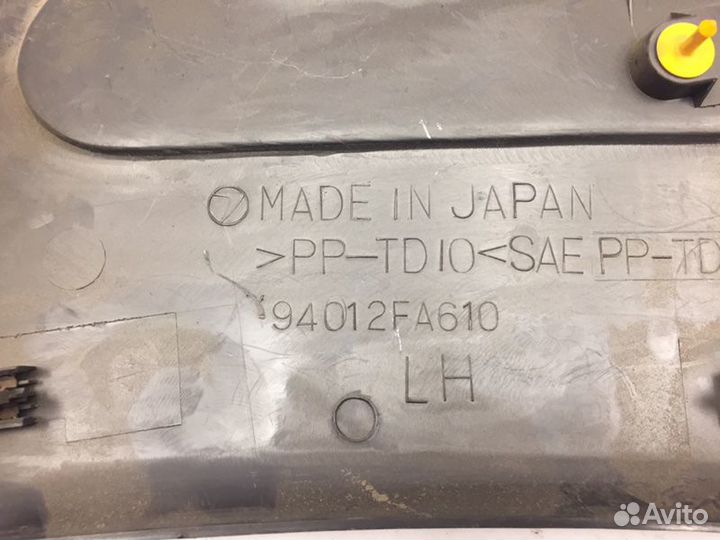 MADE IN JAPAN
>PP-TD10<SAE PP-TD
94012FA610
LH
Avito